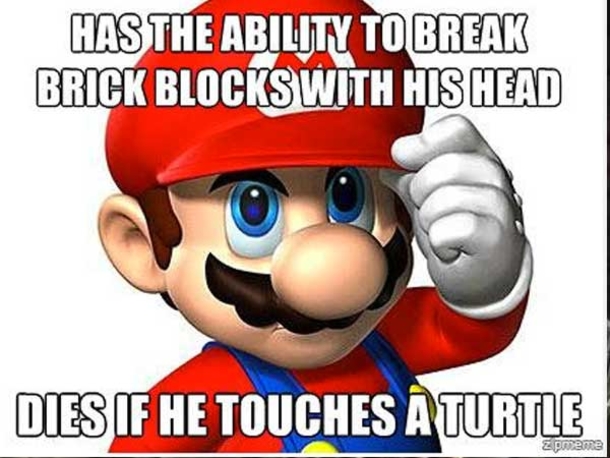 HAS THE ABILITY TO BREAK
BRICK BLOCKS WITH HIS HEAD
DIES IF HE TOUCHES A TURTLE
zipmeme